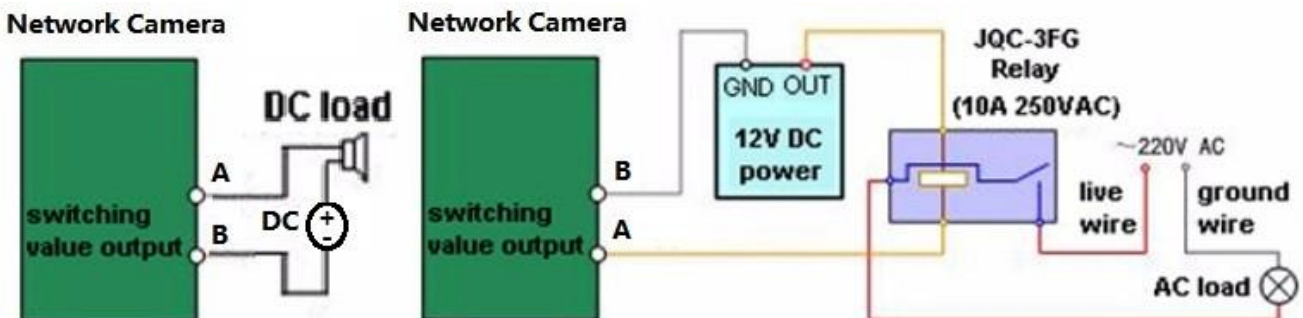 Network Camera
DC load
A
switching
value output
B
DC
+
-
Network Camera
B
switching
value output
A
GND OUT
12V DC
power
JQC-3FG
Relay
(10A 250VAC)
~220V AC
live
wire
ground
wire
AC load